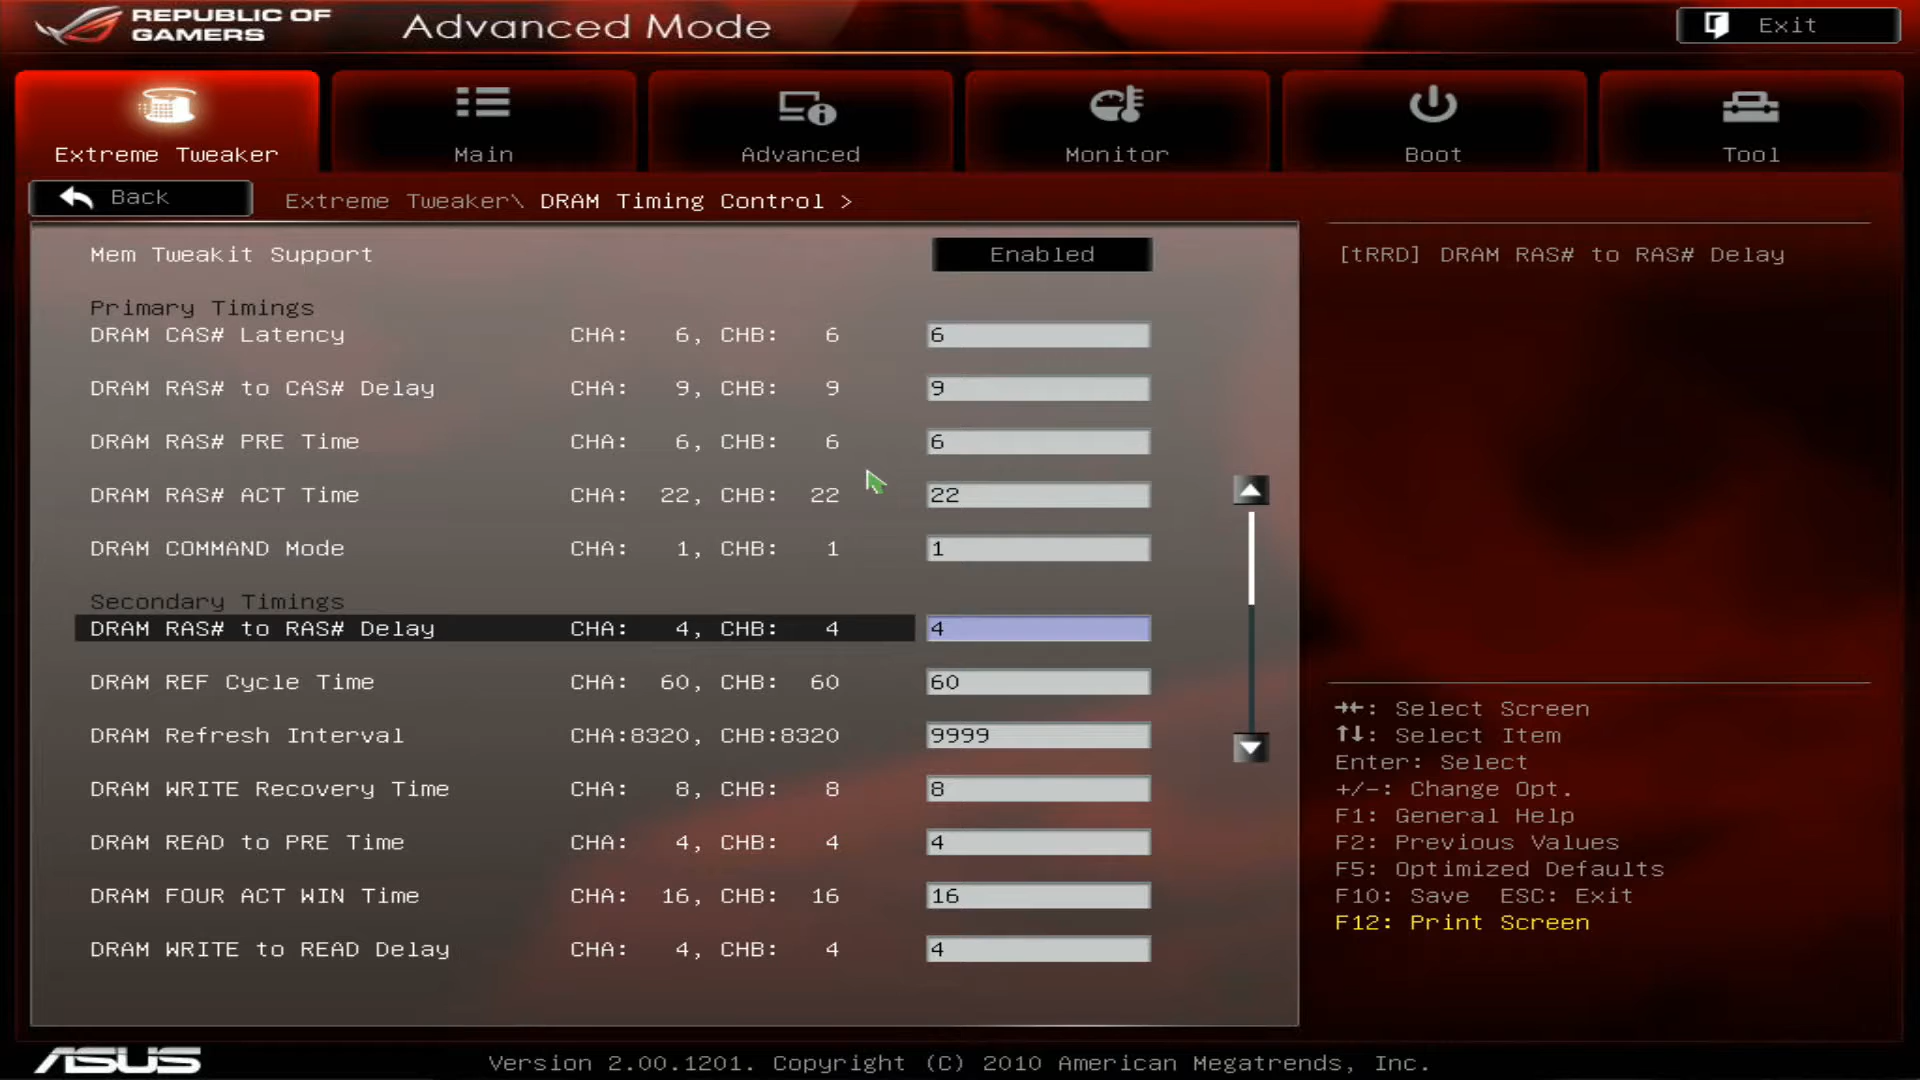 REPUBLIC OF
GAMERS
Advanced Mode
Exit
Extreme Tweaker
Main
Advanced
Monitor
Boot
Tool
Back
Extreme Tweaker\ DRAM Timing Control >
Mem Tweakit Support Enabled
Primary Timings
DRAM CAS# Latency CHA: 6, CHB: 6 6
DRAM RAS# to CAS# Delay CHA: 9, CHB: 9 9
DRAM RAS# PRE Time CHA: 6, CHB: 6 6
DRAM RAS# ACT Time CHA: 22, CHB: 22 22
DRAM COMMAND Mode CHA: 1, CHB: 1 1
Secondary Timings
DRAM RAS# to RAS# Delay CHA: 4, CHB: 4 4
DRAM REF Cycle Time CHA: 60, CHB: 60 60
DRAM Refresh Interval CHA:8320, CHB:8320 9999
DRAM WRITE Recovery Time CHA: 8, CHB: 8 8
DRAM READ to PRE Time CHA: 4, CHB: 4 4
DRAM FOUR ACT WIN Time CHA: 16, CHB: 16 16
DRAM WRITE to READ Delay CHA: 4, CHB: 4 4
[tRRD] DRAM RAS# to RAS# Delay
→←: Select Screen
↑↓: Select Item
Enter: Select
+/-: Change Opt.
F1: General Help
F2: Previous Values
F5: Optimized Defaults
F10: Save ESC: Exit
F12: Print Screen
ASUS
Version 2.00.1201. Copyright (C) 2010 American Megatrends, Inc.